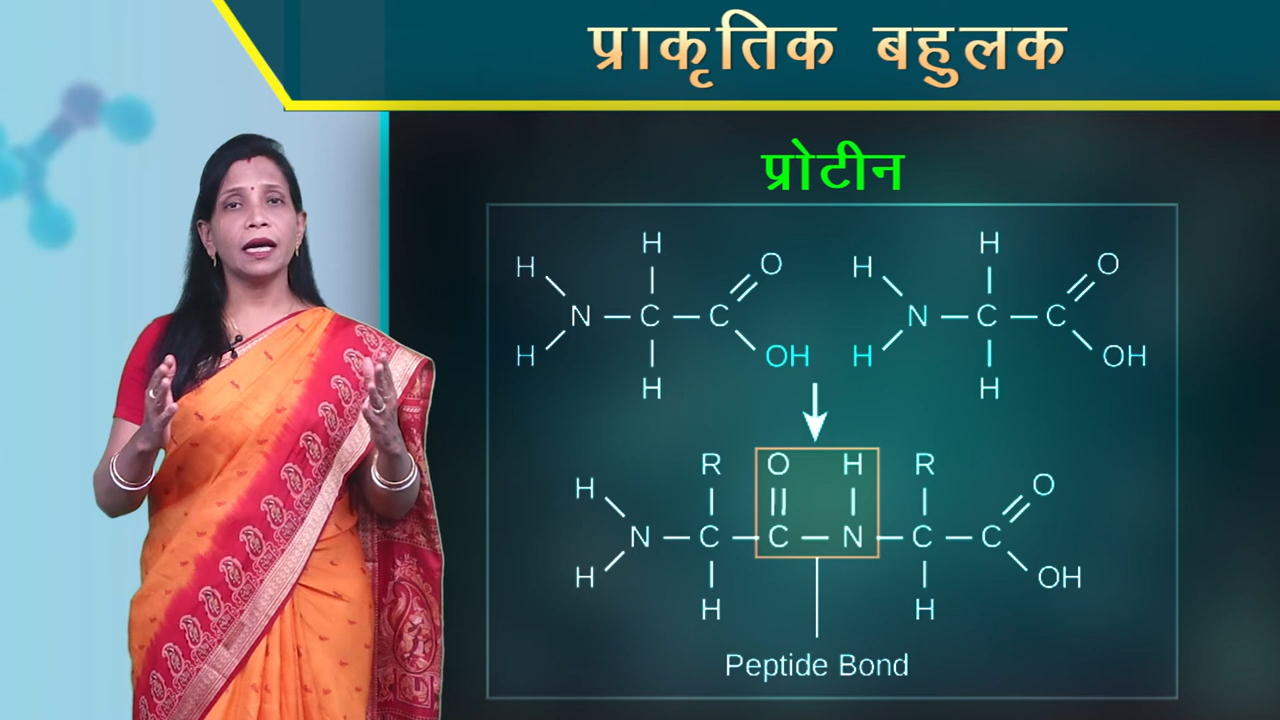 प्राकृतिक बहुलक
प्रोटीन
H H O H H O
H N C C OH H N C C OH
H H H H
H R O H R O
H N C C N C C OH
H H
Peptide Bond